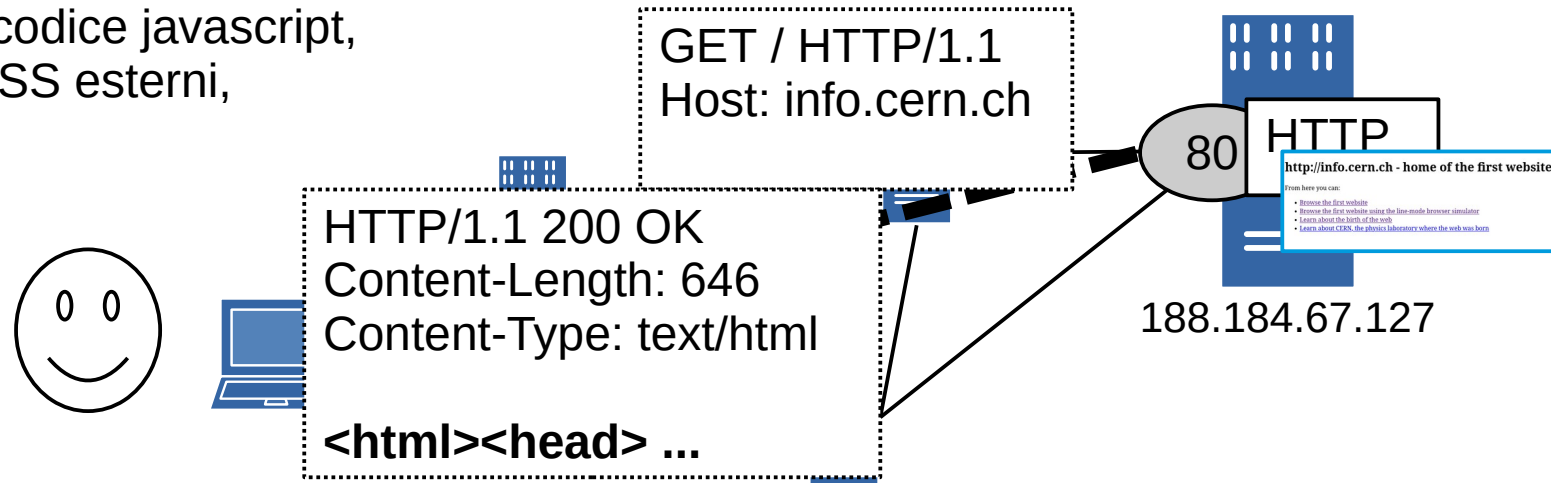 codice javascript,
SS esterni,
GET / HTTP/1.1
Host: info.cern.ch
80
HTTP
http://info.cern.ch - home of the first website
From here you can:
Browse the first website
Browse the first website using the line-mode browser simulator
Learn about the birth of the web
Learn about CERN, the physics laboratory where the web was born
HTTP/1.1 200 OK
Content-Length: 646
Content-Type: text/html
<html><head> ...
188.184.67.127